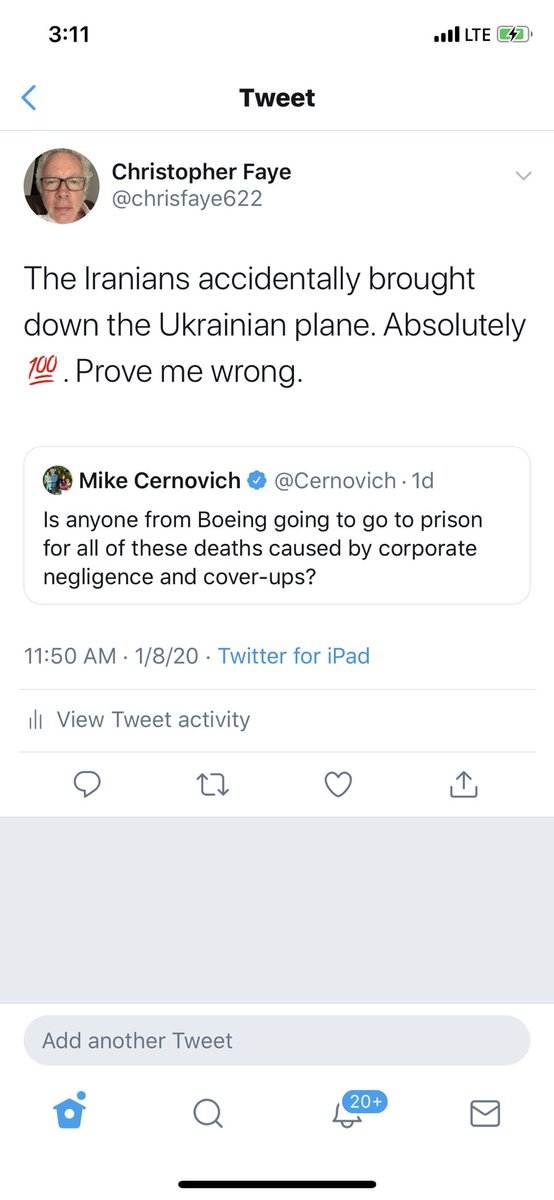 3:11
LTE
Tweet
Christopher Faye
@chrisfaye622
The Iranians accidentally brought
down the Ukrainian plane. Absolutely
💯. Prove me wrong.
Mike Cernovich @Cernovich · 1d
Is anyone from Boeing going to go to prison
for all of these deaths caused by corporate
negligence and cover-ups?
11:50 AM · 1/8/20 · Twitter for iPad
View Tweet activity
Add another Tweet
20+